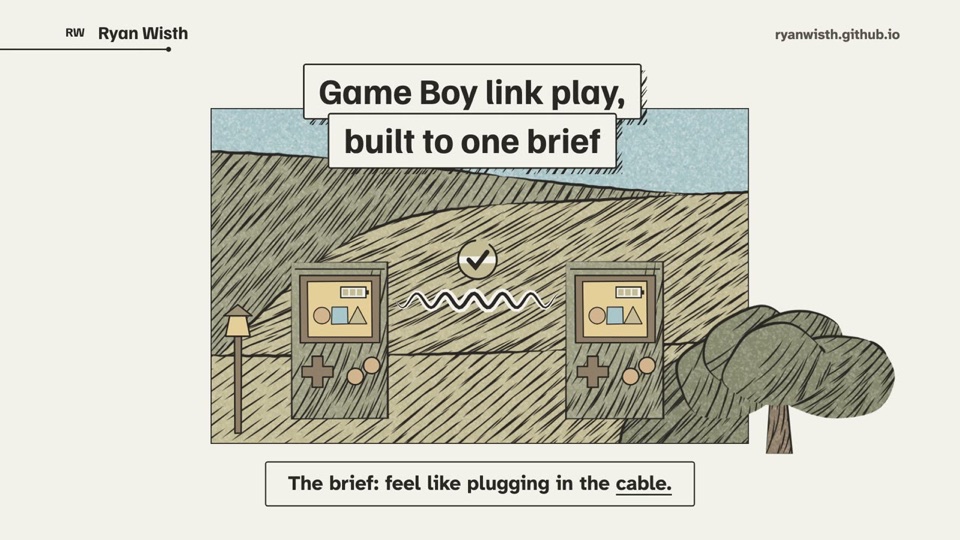 RW Ryan Wisth
ryanwisth.github.io
Game Boy link play,
built to one brief
The brief: feel like plugging in the cable.